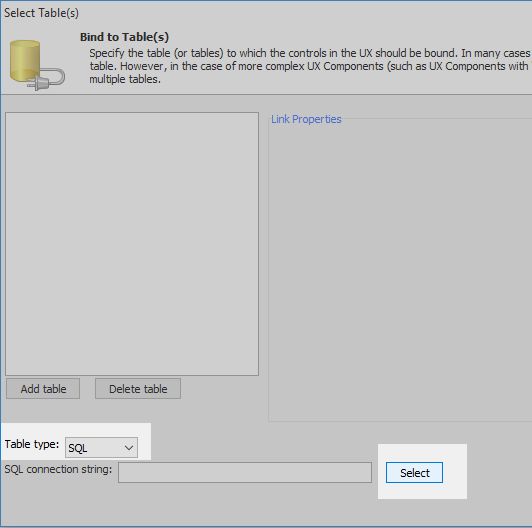 Select Table(s)
Bind to Table(s)
Specify the table (or tables) to which the controls in the UX should be bound. In many cases
table. However, in the case of more complex UX Components (such as UX Components with
multiple tables.
Link Properties
Add table Delete table
Table type: SQL
SQL connection string: Select